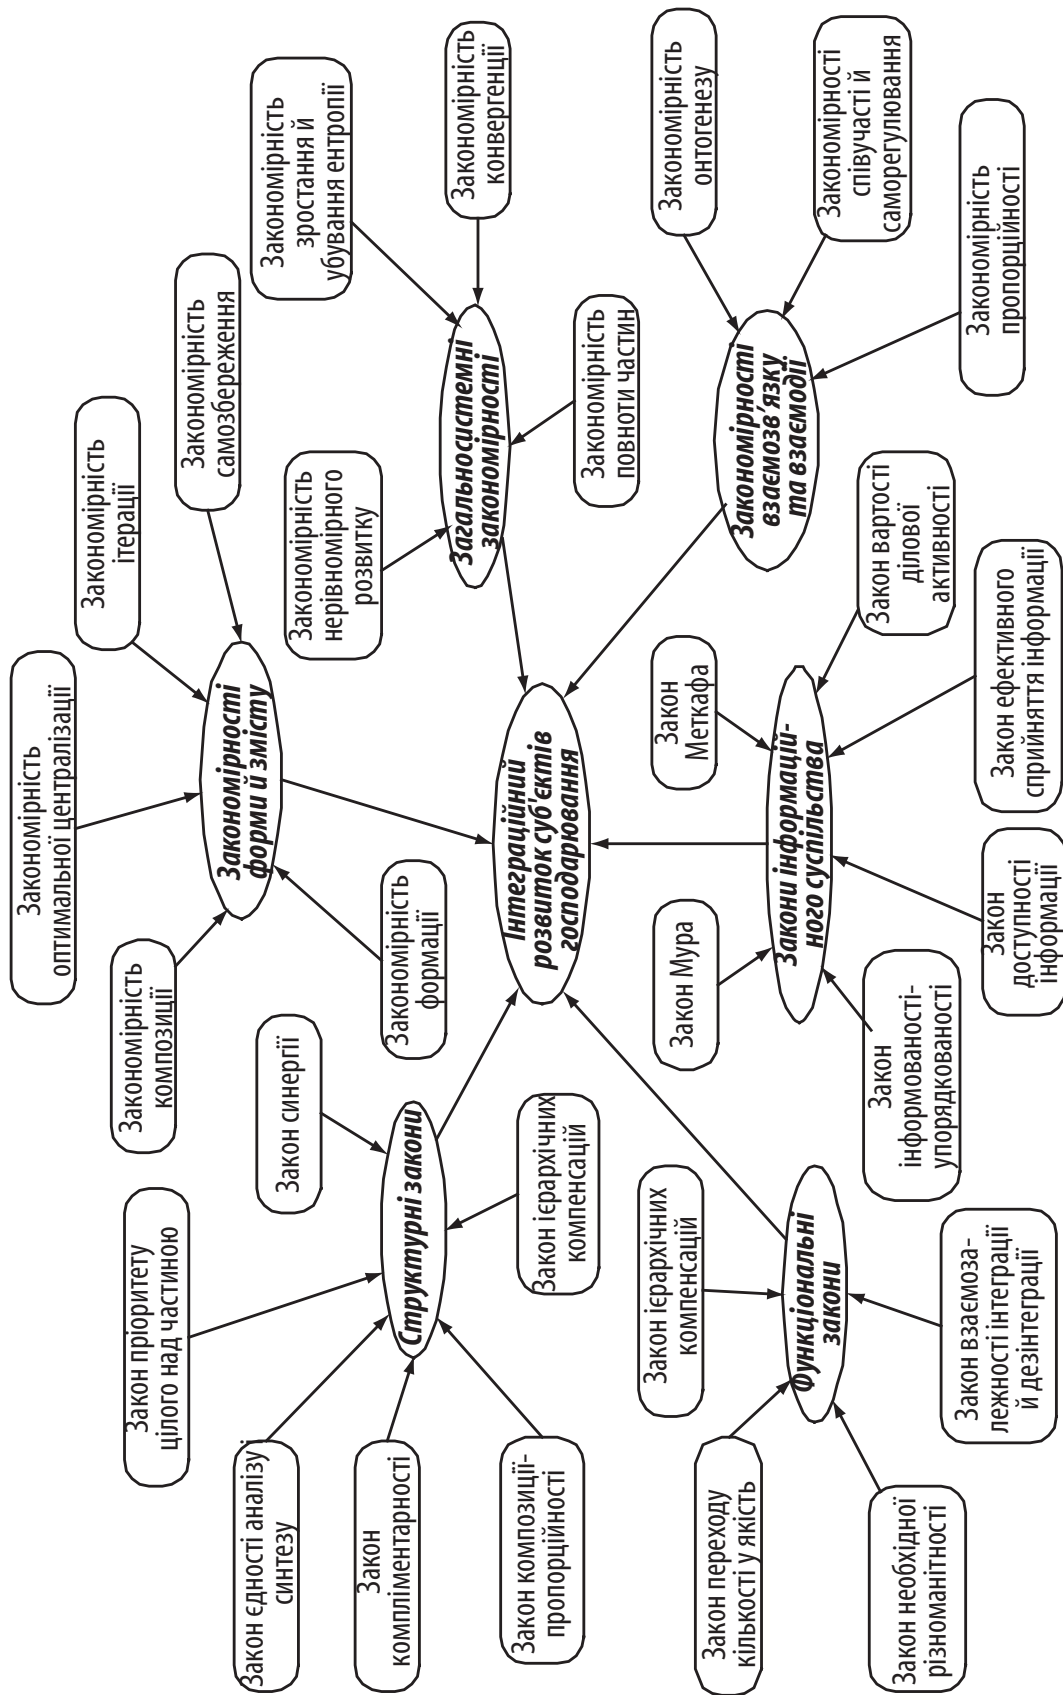 Закон єдності аналізу й
синтезу
Закон пріоритету
цілого над частиною
Закон синергії
Закон
компліментарності
Закон композиції-
пропорційності
Закон ієрархічних
компенсацій
Структурні закони
Закономірність
композиції
Закономірність
оптимальної централізації
Закономірність
ітерації
Закономірність
самозбереження
Закономірність
формації
Закономірності
форми й змісту
Закономірність
зростання й
убування ентропії
Закономірність
конвергенції
Закономірність
нерівномірного
розвитку
Закономірність
повноти частин
Загальносистемні
закономірності
Інтеграційний
розвиток суб'єктів
господарювання
Закон переходу
кількості у якість
Закон ієрархічних
компенсацій
Закон необхідної
різноманітності
Закон взаємоза-
лежності інтеграції
й дезінтеграції
Функціональні
закони
Закон Мура
Закон
Меткафа
Закон
інформованості-
упорядкованості
Закон
доступності
інформації
Закон ефективного
сприйняття інформації
Закон вартості
ділової
активності
Закони інформацій-
ного суспільства
Закономірність
онтогенезу
Закономірності
співучасті й
саморегулювання
Закономірність
пропорційності
Закономірності
взаємозв'язку
та взаємодії